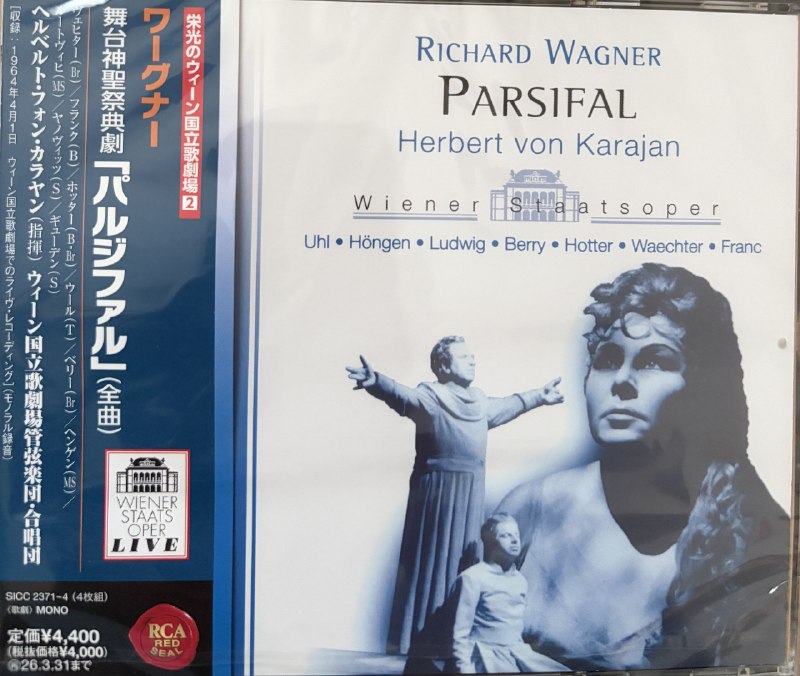 栄光のウィーン国立歌劇場2
ワーグナー
舞台神聖祭典劇「パルジファル」(全曲)
ヴェヒター(Br)/フランク(B)/ホッター(B・Br)/ウール(T)/ベリー(Br)/ヘンゲン(MS)/
ートヴィヒ(MS)/ヤノヴィッツ(S)/ギューデン(S)
ヘルベルト・フォン・カラヤン(指揮) ウィーン国立歌劇場管弦楽団・合唱団
[収録:1964年4月1日 ウィーン国立歌劇場でのライヴ・レコーディング](モノラル録音)
WIENER
STAATS
OPER
LIVE
SICC 2371~4 (4枚組)
〈歌劇〉 MONO
定価¥4,400
(税抜価格¥4,000)
26.3.31まで
RCA
RED
SEAL
RICHARD WAGNER
PARSIFAL
Herbert von Karajan
Wiener Staatsoper
Uhl • Höngen • Ludwig • Berry • Hotter • Waechter • Franc